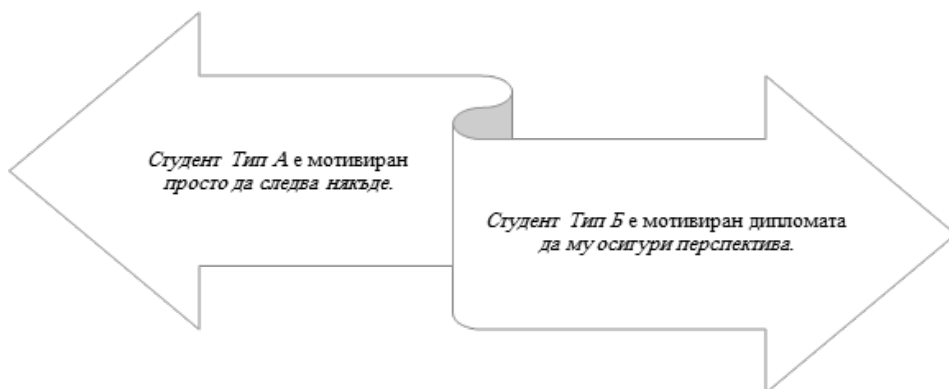 Студент Тип А е мотивиран
просто да следва някъде.
Студент Тип Б е мотивиран дипломата
да му осигури перспектива.